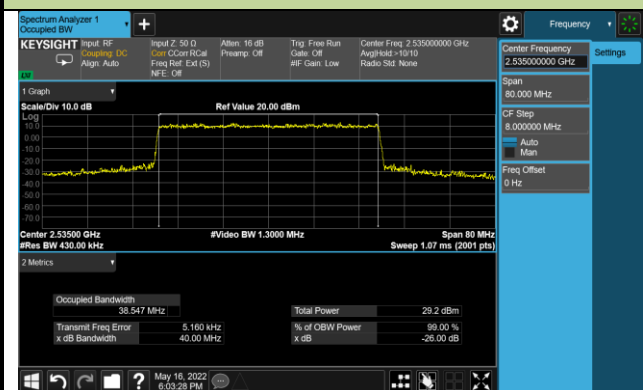 Spectrum Analyzer 1
Occupied BW
Frequency
KEYSIGHT
Input: RF
Coupling: DC
Align: Auto
Input Z: 50 Ω
Corr CCorr RCal
Freq Ref: Ext (S)
NFE: Off
Atten: 16 dB
Preamp: Off
Trig: Free Run
Gate: Off
#IF Gain: Low
Center Freq: 2.535000000 GHz
Avg|Hold:>10/10
Radio Std: None
Center Frequency
2.535000000 GHz
Settings
Span
80.000 MHz
CF Step
8.000000 MHz
Auto
Man
Freq Offset
0 Hz
1 Graph
Scale/Div 10.0 dB
Ref Value 20.00 dBm
Log
10.0
0.00
-10.0
-20.0
-30.0
-40.0
-50.0
-60.0
-70.0
Center 2.53500 GHz
#Video BW 1.3000 MHz
Span 80 MHz
#Res BW 430.00 kHz
Sweep 1.07 ms (2001 pts)
2 Metrics
Occupied Bandwidth
38.547 MHz
Total Power
29.2 dBm
Transmit Freq Error
5.160 kHz
% of OBW Power
99.00 %
x dB Bandwidth
40.00 MHz
x dB
-26.00 dB
May 16, 2022
6:03:28 PM